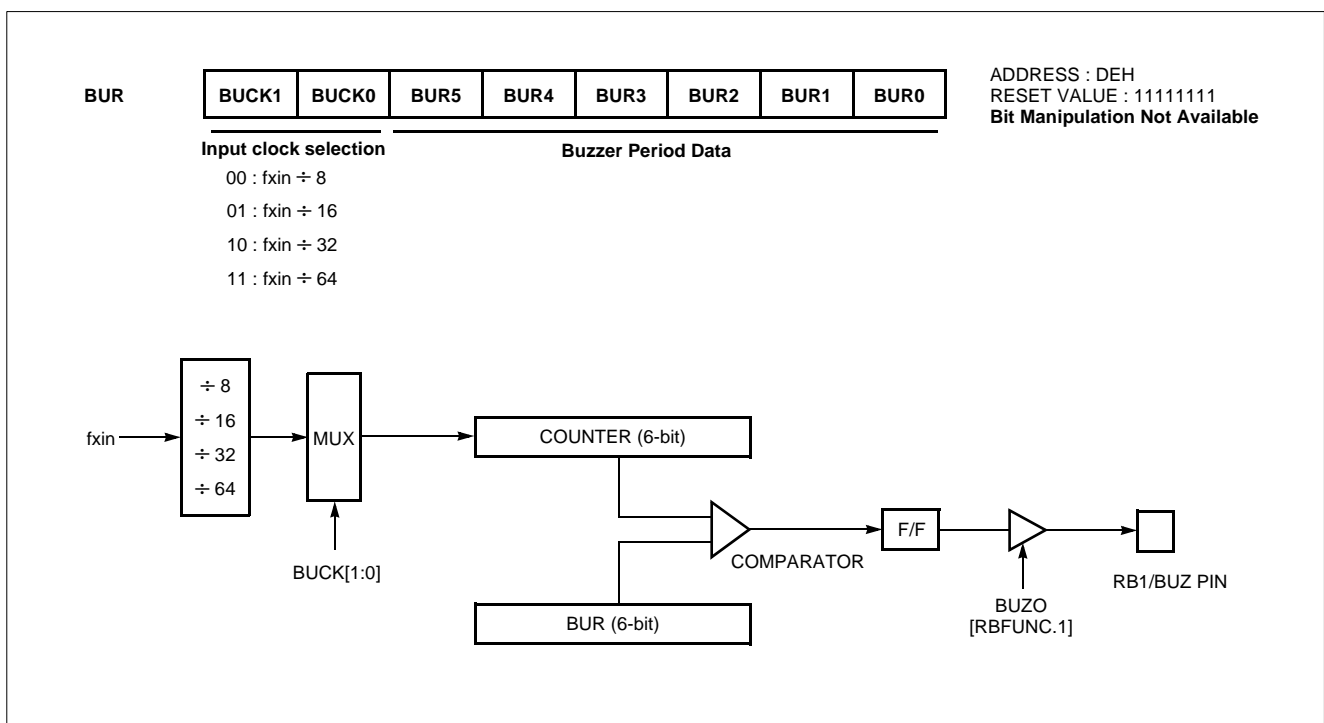 BUR
BUCK1 BUCK0 BUR5 BUR4 BUR3 BUR2 BUR1 BUR0
ADDRESS : DEH
RESET VALUE : 11111111
Bit Manipulation Not Available
Input clock selection
Buzzer Period Data
00 : fxin ÷ 8
01 : fxin ÷ 16
10 : fxin ÷ 32
11 : fxin ÷ 64
fxin
÷ 8
÷ 16
÷ 32
÷ 64
MUX
BUCK[1:0]
COUNTER (6-bit)
BUR (6-bit)
COMPARATOR
F/F
BUZO
[RBFUNC.1]
RB1/BUZ PIN